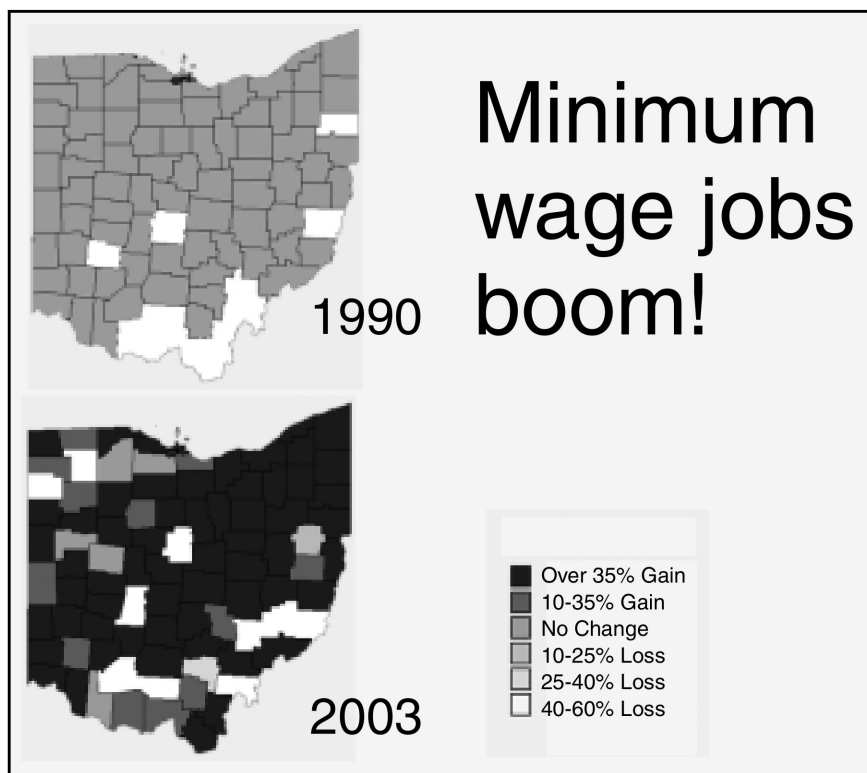 Minimum
wage jobs
boom!
1990
2003
Over 35% Gain
10-35% Gain
No Change
10-25% Loss
25-40% Loss
40-60% Loss